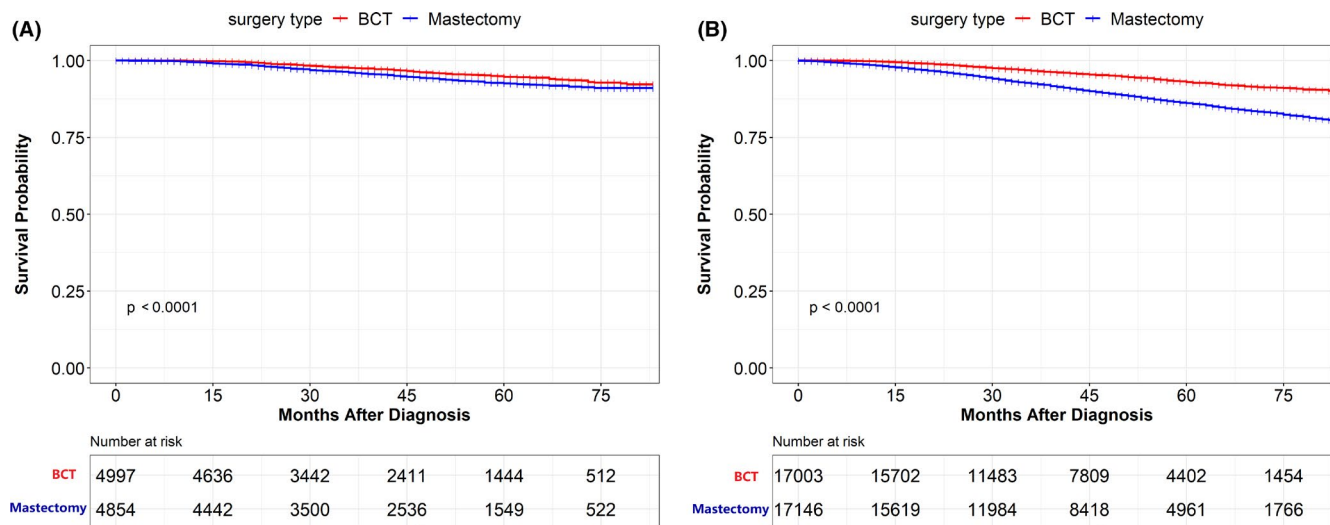 (A)
surgery type BCT Mastectomy
1.00
0.75
0.50
0.25
0.00
Survival Probability
p < 0.0001
0 15 30 45 60 75
Months After Diagnosis
Number at risk
BCT 4997 4636 3442 2411 1444 512
Mastectomy 4854 4442 3500 2536 1549 522
(B)
surgery type BCT Mastectomy
1.00
0.75
0.50
0.25
0.00
Survival Probability
p < 0.0001
0 15 30 45 60 75
Months After Diagnosis
Number at risk
BCT 17003 15702 11483 7809 4402 1454
Mastectomy 17146 15619 11984 8418 4961 1766